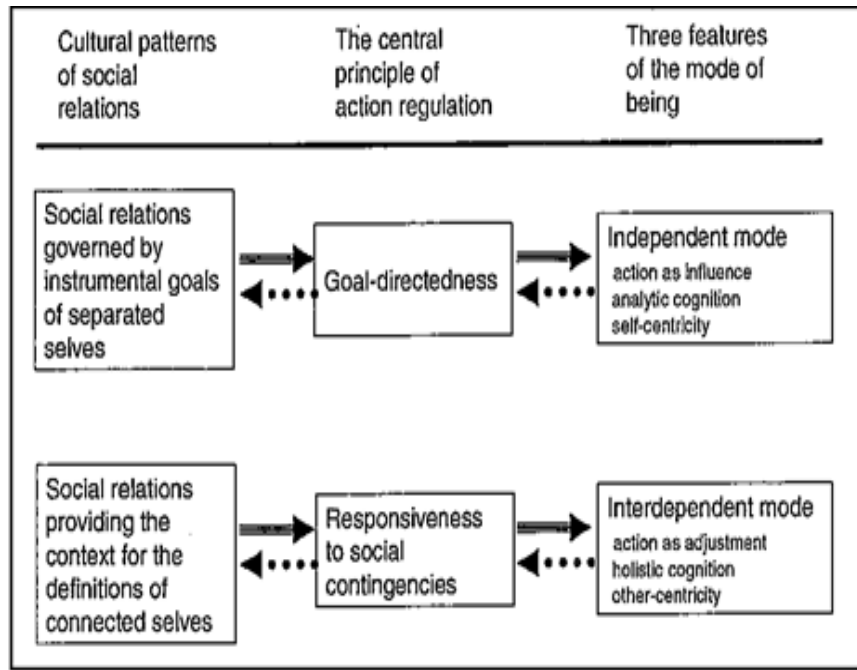 Cultural patterns
of social
relations
The central
principle of
action regulation
Three features
of the mode of
being
Social relations
governed by
instrumental goals
of separated
selves
Goal-directedness
Independent mode
action as influence
analytic cognition
self-centricity
Social relations
providing the
context for the
definitions of
connected selves
Responsiveness
to social
contingencies
Interdependent mode
action as adjustment
holistic cognition
other-centricity